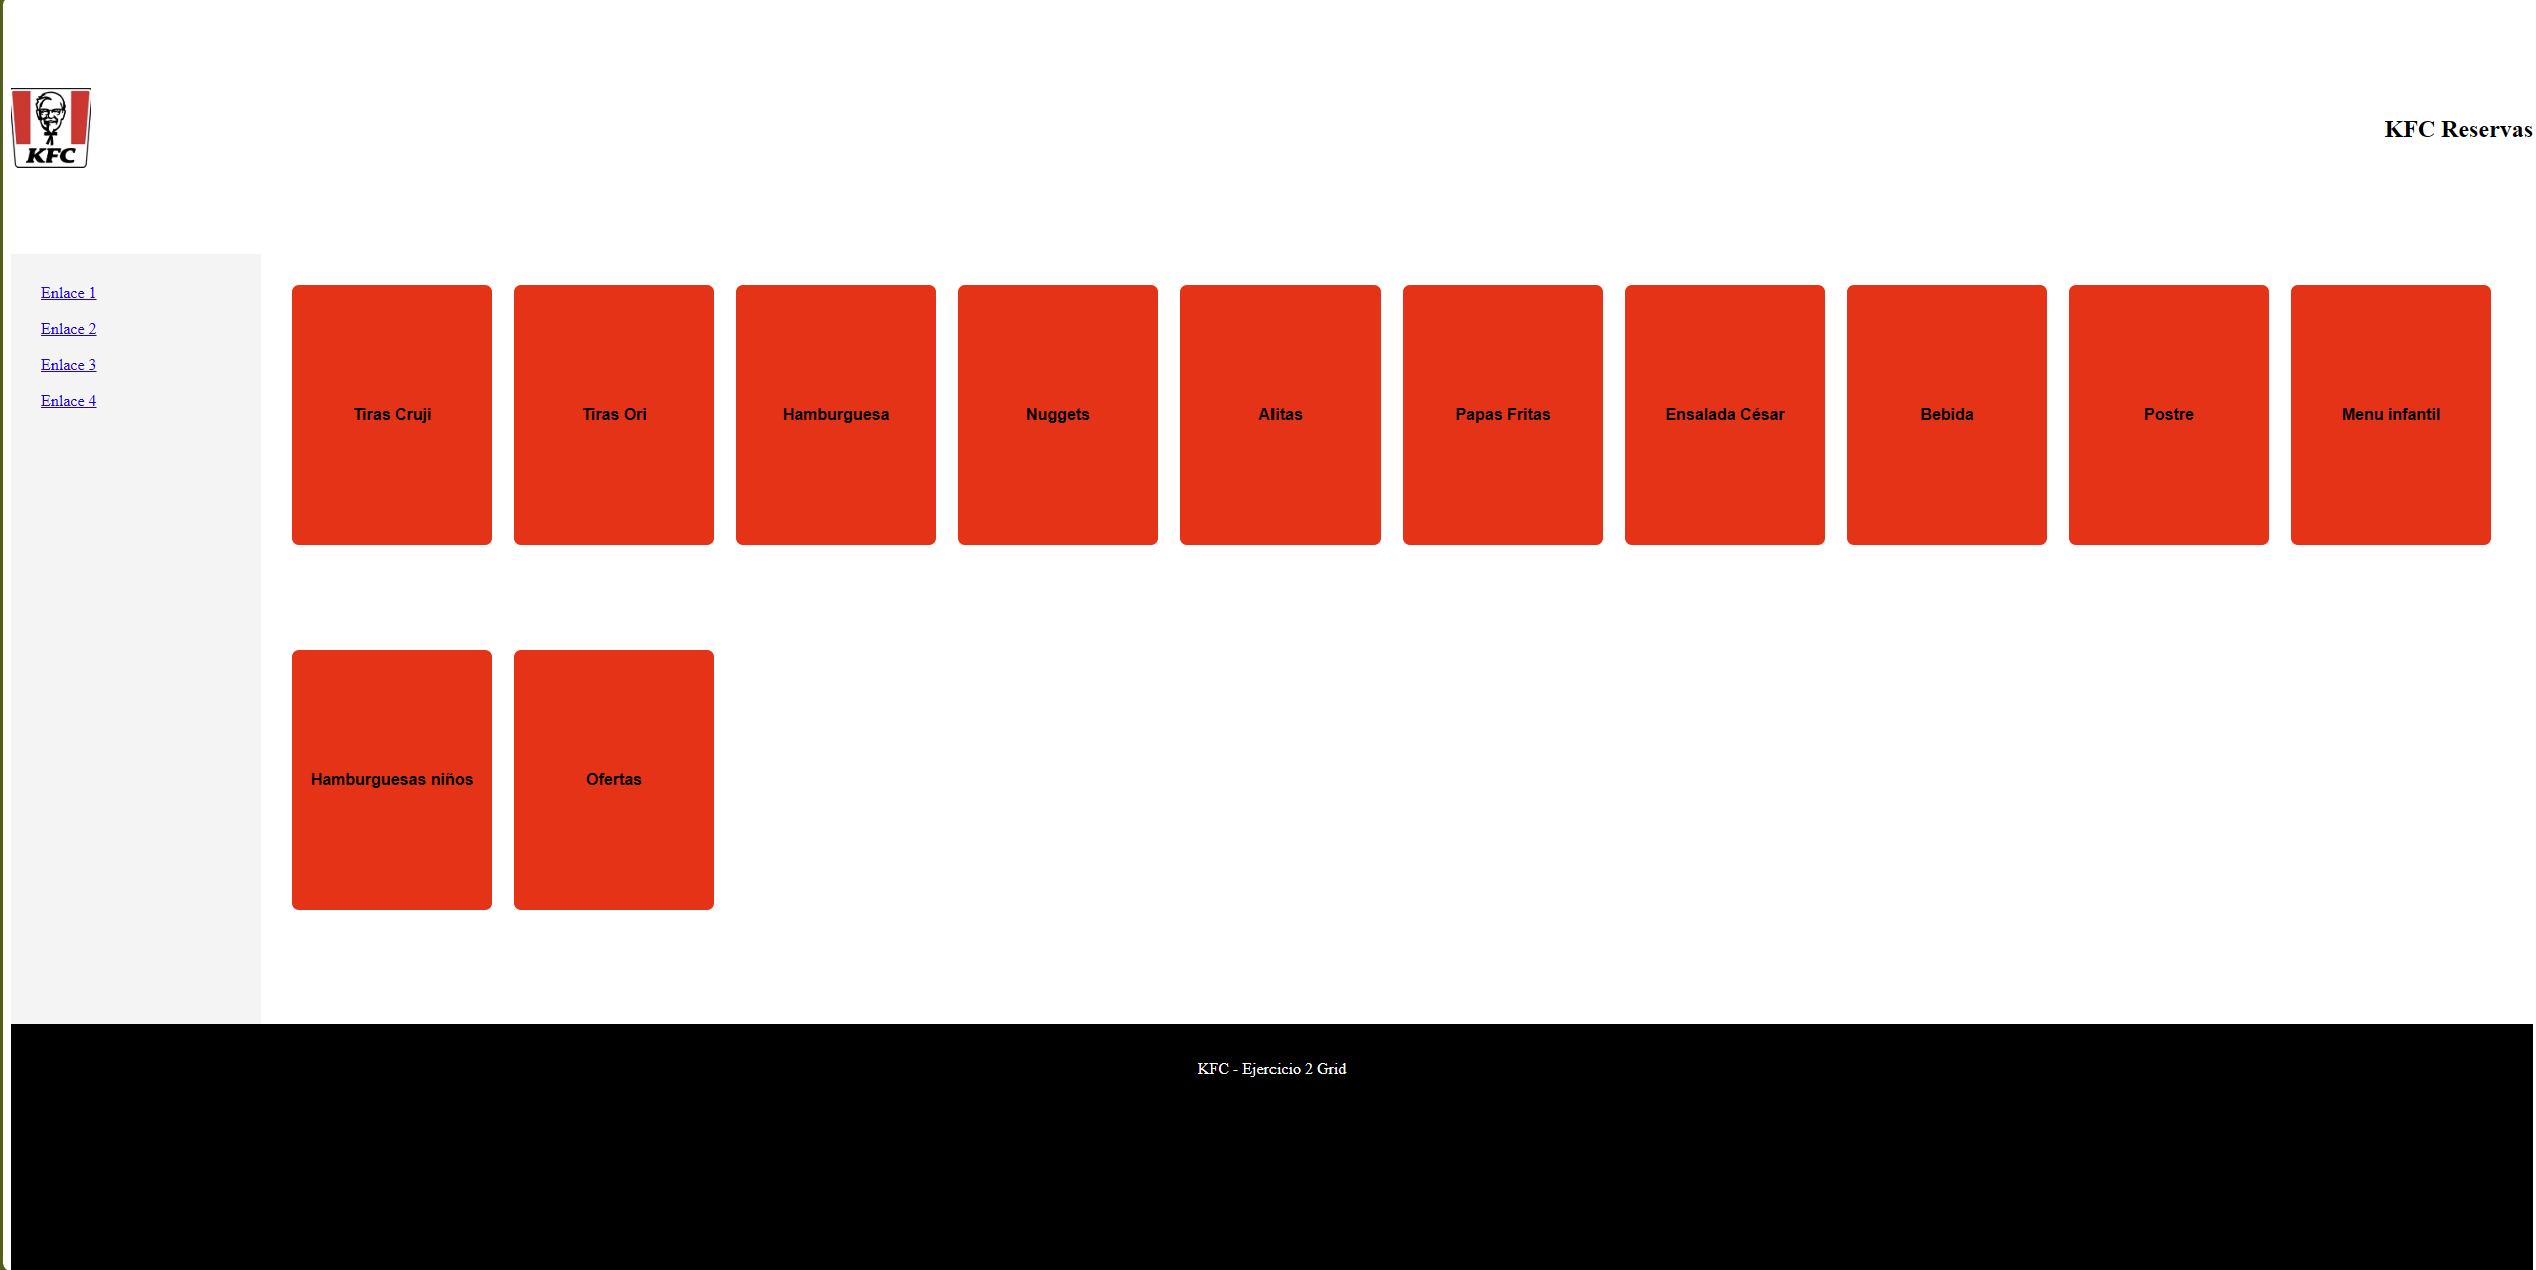 KFC
KFC Reservas
Enlace 1
Enlace 2
Enlace 3
Enlace 4
Tiras Cruji
Tiras Ori
Hamburguesa
Nuggets
Alitas
Papas Fritas
Ensalada César
Bebida
Postre
Menu infantil
Hamburguesas niños
Ofertas
KFC - Ejercicio 2 Grid